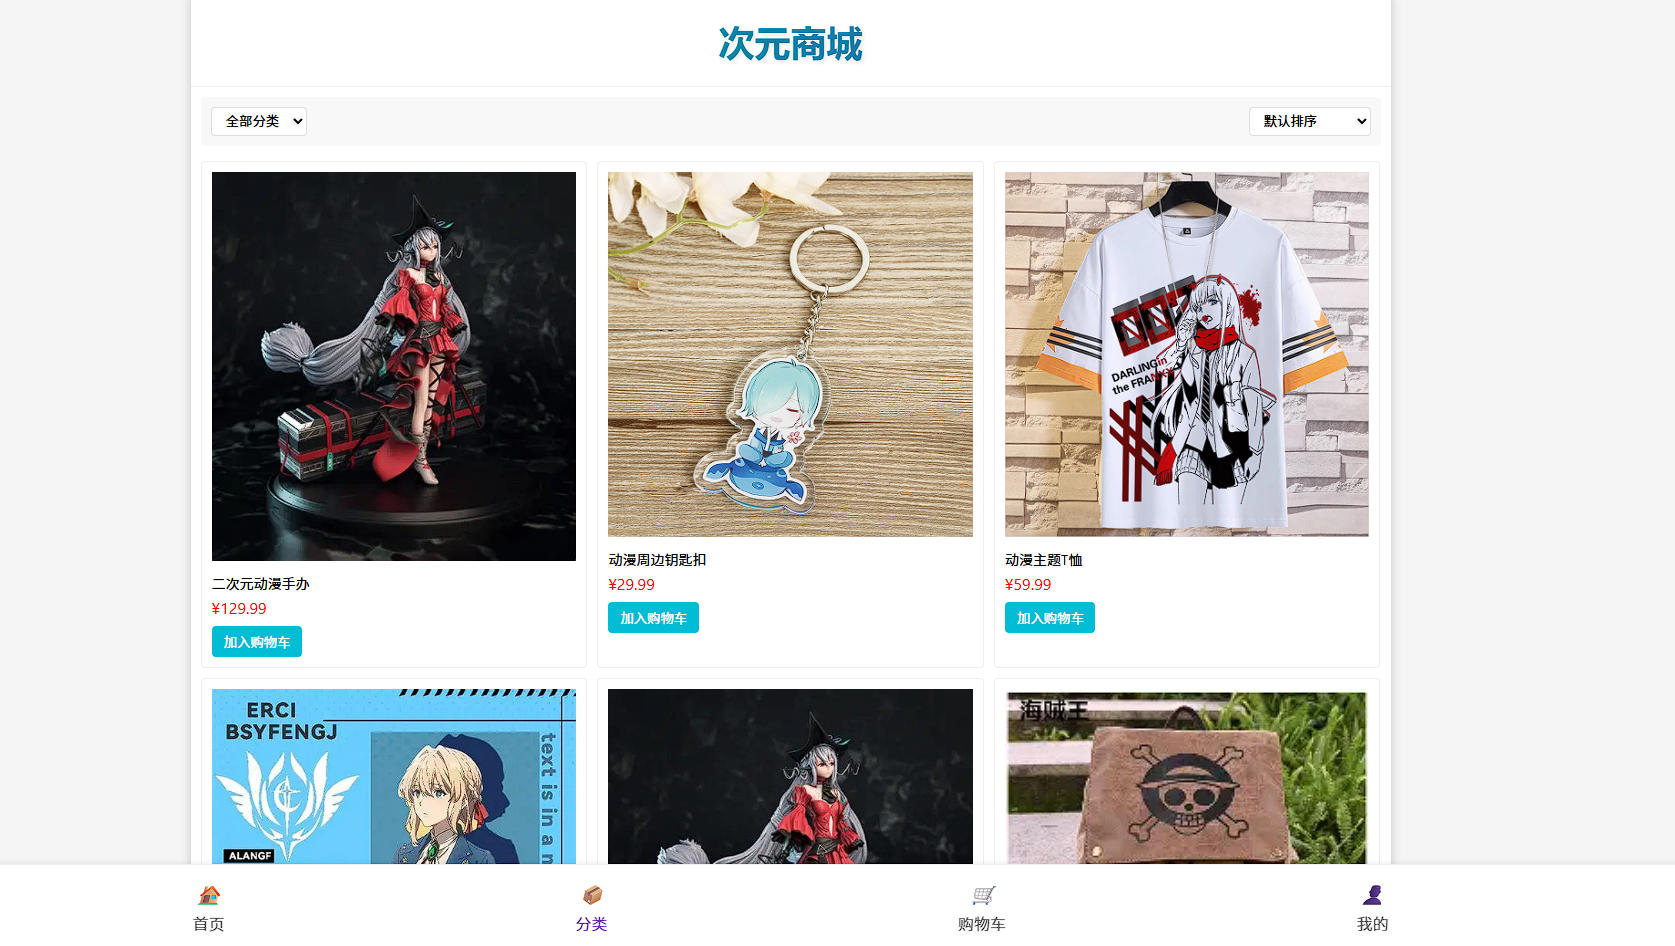 次元商城
全部分类
默认排序
DARLING in
the FRANXX
二次元动漫手办
¥129.99
加入购物车
动漫周边钥匙扣
¥29.99
加入购物车
动漫主题T恤
¥59.99
加入购物车
ERCI
BSYFENGJ
text is in a
ALANGF
海贼王
首页
分类
购物车
我的